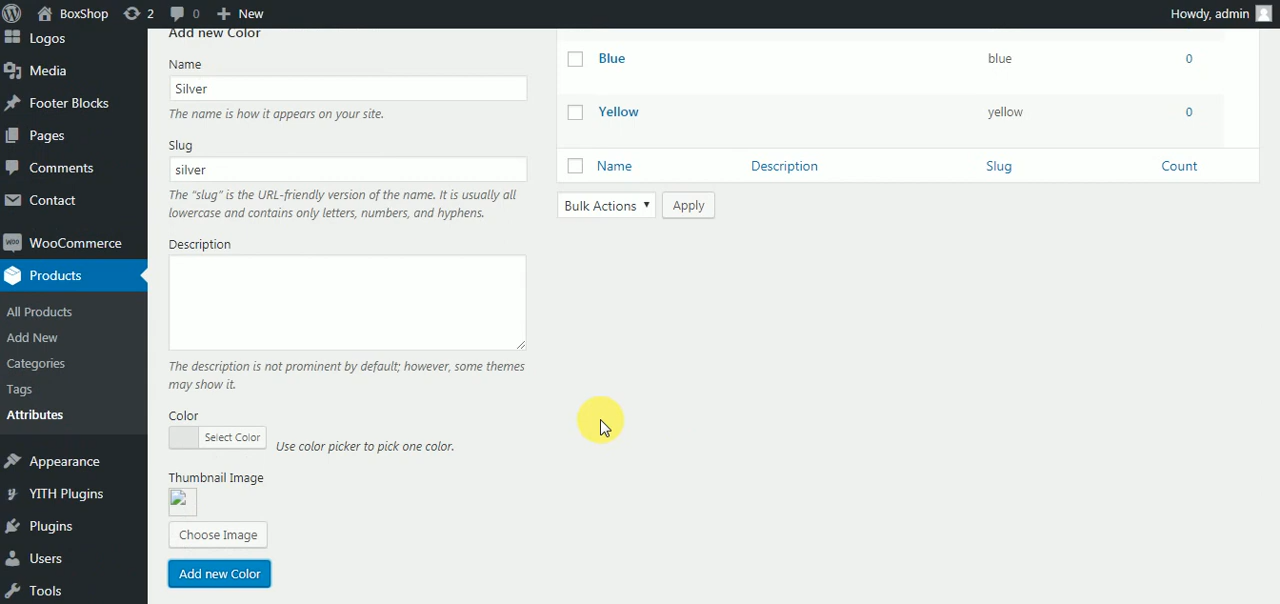 BoxShop 2 0 New Howdy, admin
Logos
Media
Footer Blocks
Pages
Comments
Contact
WooCommerce
Products
All Products
Add New
Categories
Tags
Attributes
Appearance
YITH Plugins
Plugins
Users
Tools
Add new Color
Name
Silver
The name is how it appears on your site.
Slug
silver
The “slug” is the URL-friendly version of the name. It is usually all
lowercase and contains only letters, numbers, and hyphens.
Description
The description is not prominent by default; however, some themes
may show it.
Color
Select Color Use color picker to pick one color.
Thumbnail Image
Choose Image
Add new Color
Blue blue 0
Yellow yellow 0
Name Description Slug Count
Bulk Actions Apply